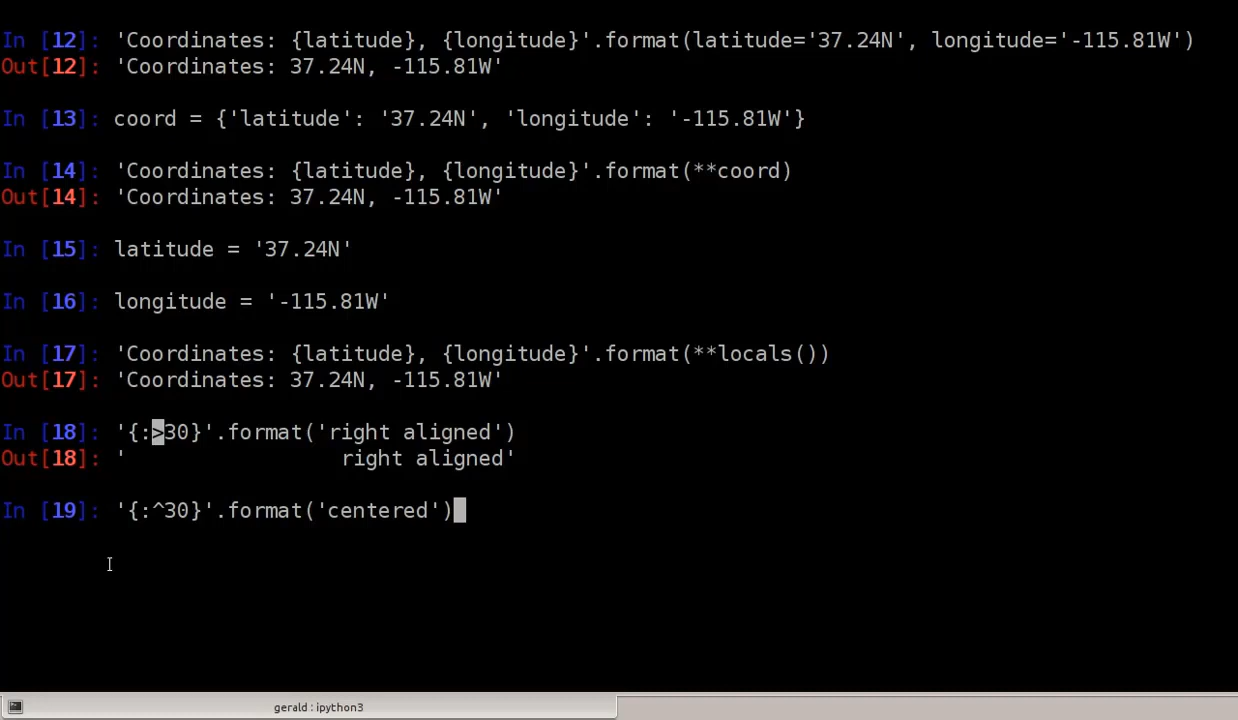 In [12]: 'Coordinates: {latitude}, {longitude}'.format(latitude='37.24N', longitude='-115.81W')
Out[12]: 'Coordinates: 37.24N, -115.81W'
In [13]: coord = {'latitude': '37.24N', 'longitude': '-115.81W'}
In [14]: 'Coordinates: {latitude}, {longitude}'.format(**coord)
Out[14]: 'Coordinates: 37.24N, -115.81W'
In [15]: latitude = '37.24N'
In [16]: longitude = '-115.81W'
In [17]: 'Coordinates: {latitude}, {longitude}'.format(**locals())
Out[17]: 'Coordinates: 37.24N, -115.81W'
In [18]: '{:>30}'.format('right aligned')
Out[18]: '                 right aligned'
In [19]: '{:^30}'.format('centered')
gerald : ipython3